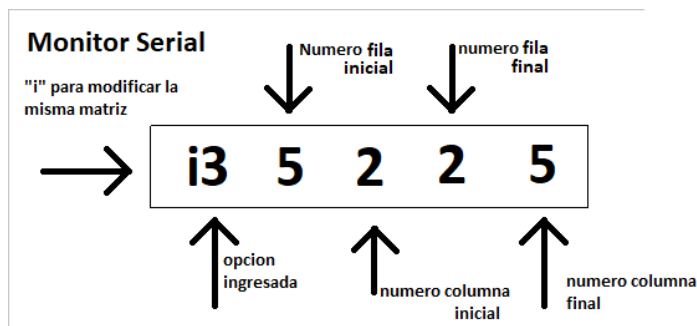 Monitor Serial
"i" para modificar la
misma matriz
Numero fila
inicial
numero fila
final
i3 5 2 2 5
opcion
ingresada
numero columna
inicial
numero columna
final